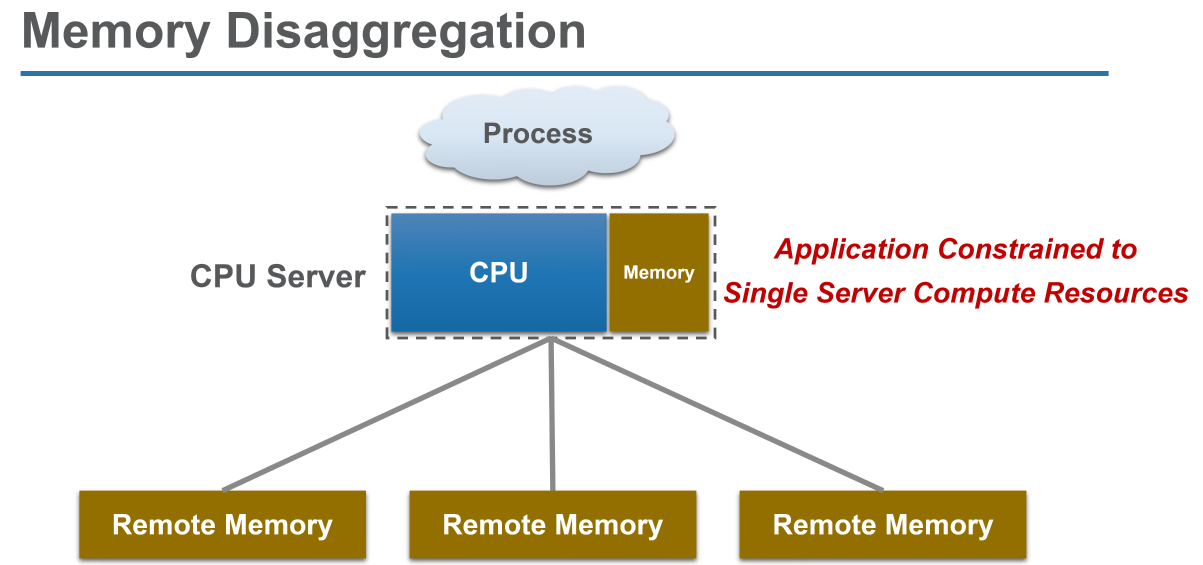 Memory Disaggregation
Process
CPU Server
CPU
Memory
Application Constrained to
Single Server Compute Resources
Remote Memory
Remote Memory
Remote Memory